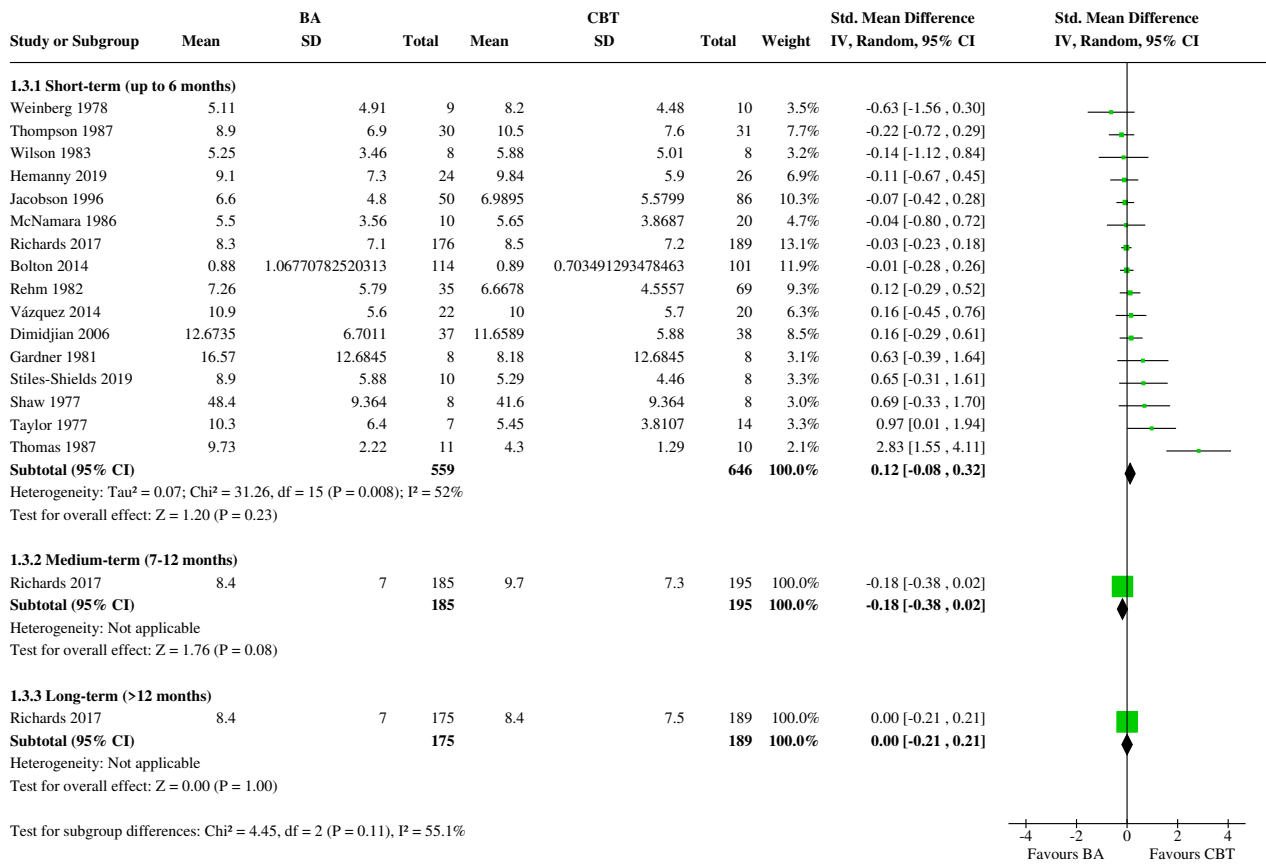 BA CBT Std. Mean Difference Std. Mean Difference
Study or Subgroup Mean SD Total Mean SD Total Weight IV, Random, 95% CI IV, Random, 95% CI
1.3.1 Short-term (up to 6 months)
Weinberg 1978 5.11 4.91 9 8.2 4.48 10 3.5% -0.63 [-1.56 , 0.30]
Thompson 1987 8.9 6.9 30 10.5 7.6 31 7.7% -0.22 [-0.72 , 0.29]
Wilson 1983 5.25 3.46 8 5.88 5.01 8 3.2% -0.14 [-1.12 , 0.84]
Hemanny 2019 9.1 7.3 24 9.84 5.9 26 6.9% -0.11 [-0.67 , 0.45]
Jacobson 1996 6.6 4.8 50 6.9895 5.5799 86 10.3% -0.07 [-0.42 , 0.28]
McNamara 1986 5.5 3.56 10 5.65 3.8687 20 4.7% -0.04 [-0.80 , 0.72]
Richards 2017 8.3 7.1 176 8.5 7.2 189 13.1% -0.03 [-0.23 , 0.18]
Bolton 2014 0.88 1.06770782520313 114 0.89 0.703491293478463 101 11.9% -0.01 [-0.28 , 0.26]
Rehm 1982 7.26 5.79 35 6.6678 4.5557 69 9.3% 0.12 [-0.29 , 0.52]
Vázquez 2014 10.9 5.6 22 10 5.7 20 6.3% 0.16 [-0.45 , 0.76]
Dimidjian 2006 12.6735 6.7011 37 11.6589 5.88 38 8.5% 0.16 [-0.29 , 0.61]
Gardner 1981 16.57 12.6845 8 8.18 12.6845 8 3.1% 0.63 [-0.39 , 1.64]
Stiles-Shields 2019 8.9 5.88 10 5.29 4.46 8 3.3% 0.65 [-0.31 , 1.61]
Shaw 1977 48.4 9.364 8 41.6 9.364 8 3.0% 0.69 [-0.33 , 1.70]
Taylor 1977 10.3 6.4 7 5.45 3.8107 14 3.3% 0.97 [0.01 , 1.94]
Thomas 1987 9.73 2.22 11 4.3 1.29 10 2.1% 2.83 [1.55 , 4.11]
Subtotal (95% CI) 559 646 100.0% 0.12 [-0.08 , 0.32]
Heterogeneity: Tau² = 0.07; Chi² = 31.26, df = 15 (P = 0.008); I² = 52%
Test for overall effect: Z = 1.20 (P = 0.23)
1.3.2 Medium-term (7-12 months)
Richards 2017 8.4 7 185 9.7 7.3 195 100.0% -0.18 [-0.38 , 0.02]
Subtotal (95% CI) 185 195 100.0% -0.18 [-0.38 , 0.02]
Heterogeneity: Not applicable
Test for overall effect: Z = 1.76 (P = 0.08)
1.3.3 Long-term (>12 months)
Richards 2017 8.4 7 175 8.4 7.5 189 100.0% 0.00 [-0.21 , 0.21]
Subtotal (95% CI) 175 189 100.0% 0.00 [-0.21 , 0.21]
Heterogeneity: Not applicable
Test for overall effect: Z = 0.00 (P = 1.00)
Test for subgroup differences: Chi² = 4.45, df = 2 (P = 0.11), I² = 55.1%
-4 -2 0 2 4
Favours BA Favours CBT